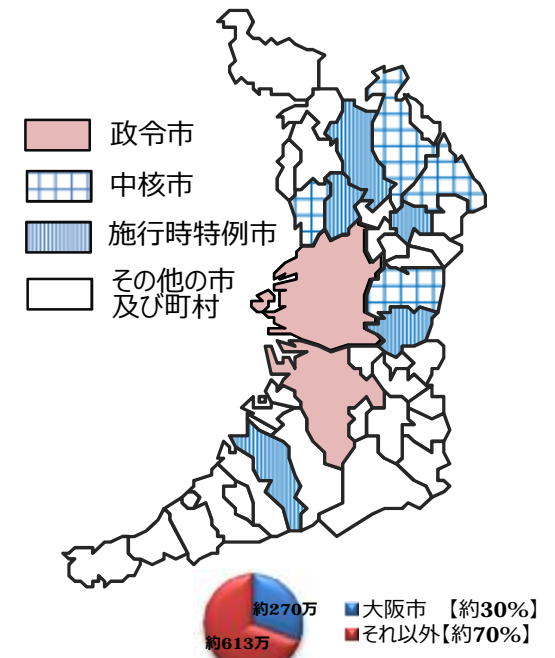 政令市
中核市
施行時特例市
その他の市
及び町村
約270万
約613万
■大阪市 【約30%】
■それ以外【約70%】